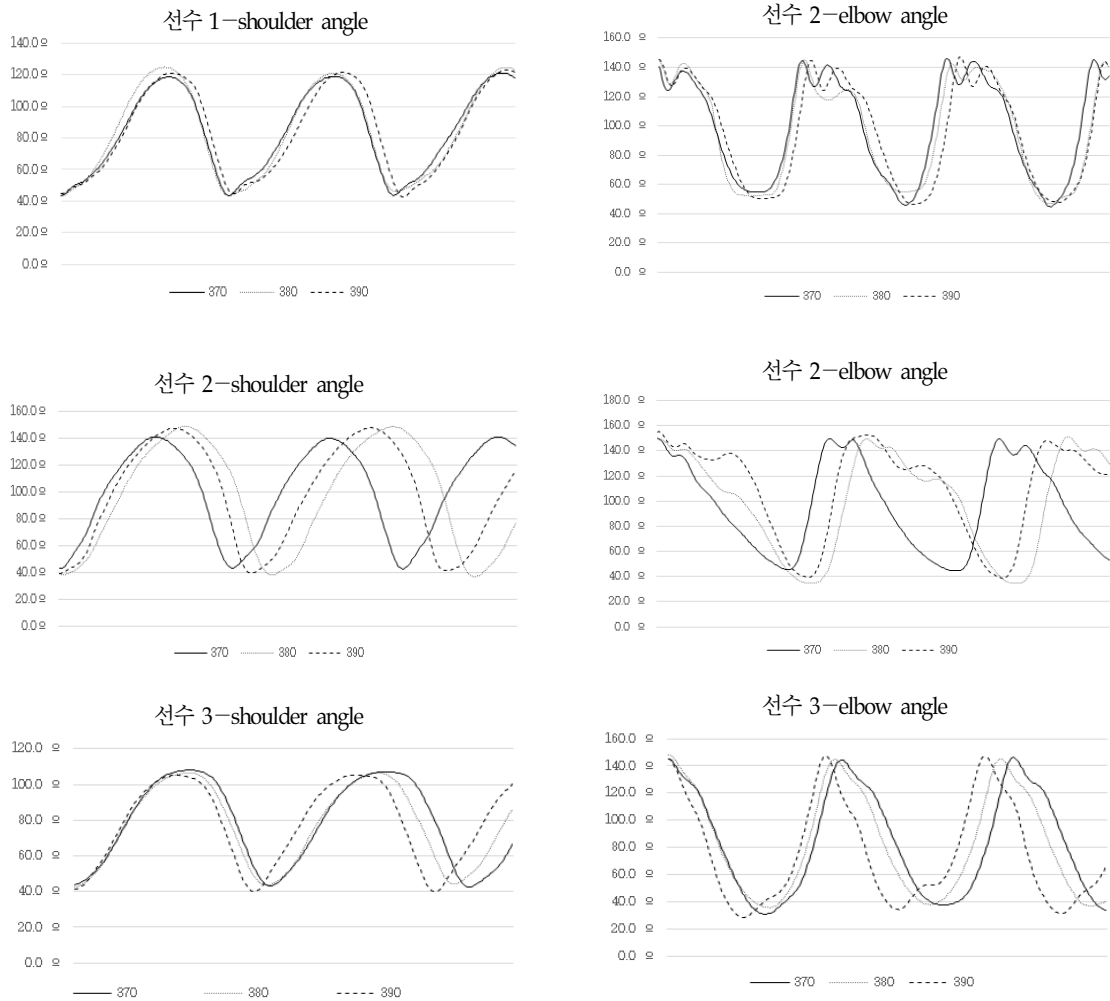 선수 1−shoulder angle
140.0 º
120.0 º
100.0 º
80.0 º
60.0 º
40.0 º
20.0 º
0.0 º
370 380 390
선수 2−elbow angle
160.0 º
140.0 º
120.0 º
100.0 º
80.0 º
60.0 º
40.0 º
20.0 º
0.0 º
370 380 390
선수 2−shoulder angle
160.0 º
140.0 º
120.0 º
100.0 º
80.0 º
60.0 º
40.0 º
20.0 º
0.0 º
370 380 390
선수 2−elbow angle
180.0 º
160.0 º
140.0 º
120.0 º
100.0 º
80.0 º
60.0 º
40.0 º
20.0 º
0.0 º
370 380 390
선수 3−shoulder angle
120.0 º
100.0 º
80.0 º
60.0 º
40.0 º
20.0 º
0.0 º
370 380 390
선수 3−elbow angle
160.0 º
140.0 º
120.0 º
100.0 º
80.0 º
60.0 º
40.0 º
20.0 º
0.0 º
370 380 390